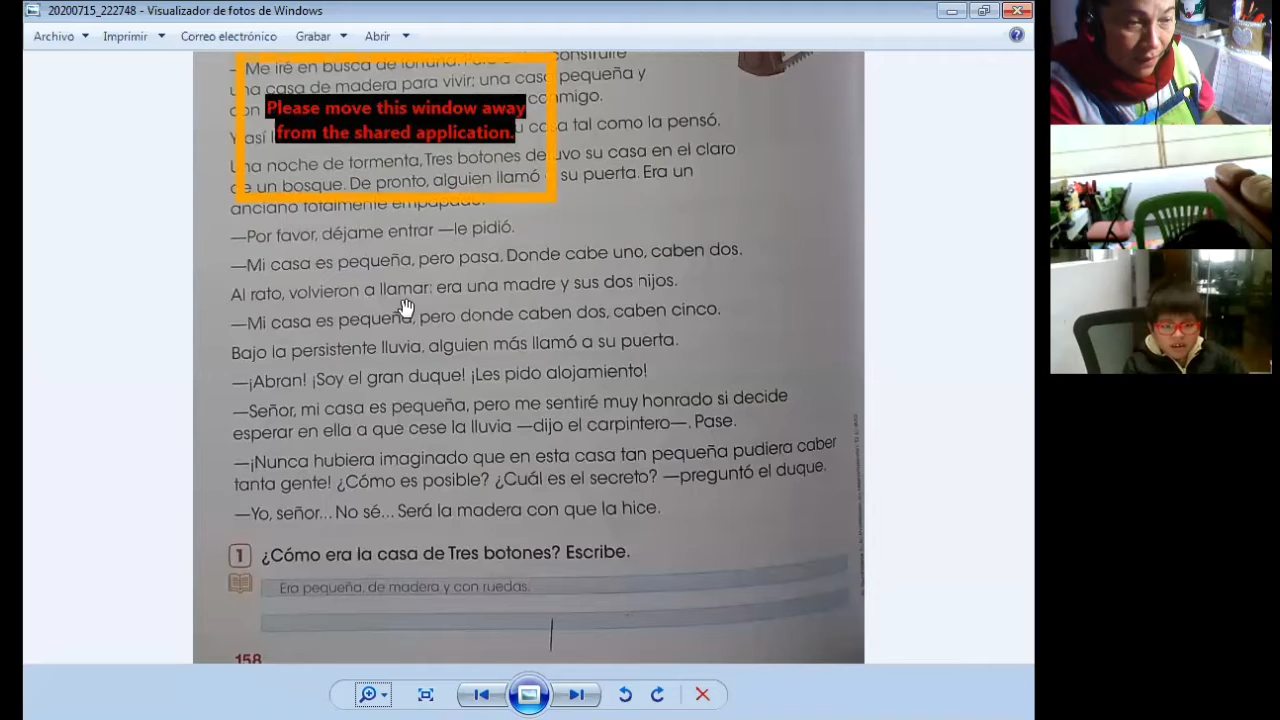 20200715_222748 - Visualizador de fotos de Windows
Archivo Imprimir Correo electrónico Grabar Abrir
— Me iré en busca de fortuna. construiré
una casa de madera para vivir; una casa pequeña y
con conmigo.
Please move this window away
from the shared application.
Y así su casa tal como la pensó.
Una noche de tormenta, Tres botones detuvo su casa en el claro
de un bosque. De pronto, alguien llamó a su puerta. Era un
anciano totalmente empapado.
—Por favor, déjame entrar —le pidió.
—Mi casa es pequeña, pero pasa. Donde cabe uno, caben dos.
Al rato, volvieron a llamar: era una madre y sus dos hijos.
—Mi casa es pequeña, pero donde caben dos, caben cinco.
Bajo la persistente lluvia, alguien más llamó a su puerta.
—¡Abran! ¡Soy el gran duque! ¡Les pido alojamiento!
—Señor, mi casa es pequeña, pero me sentiré muy honrado si decide
esperar en ella a que cese la lluvia —dijo el carpintero—. Pase.
—¡Nunca hubiera imaginado que en esta casa tan pequeña pudiera caber
tanta gente! ¿Cómo es posible? ¿Cuál es el secreto? —preguntó el duque.
—Yo, señor... No sé... Será la madera con que la hice.
1 ¿Cómo era la casa de Tres botones? Escribe.
Era pequeña, de madera y con ruedas.
158